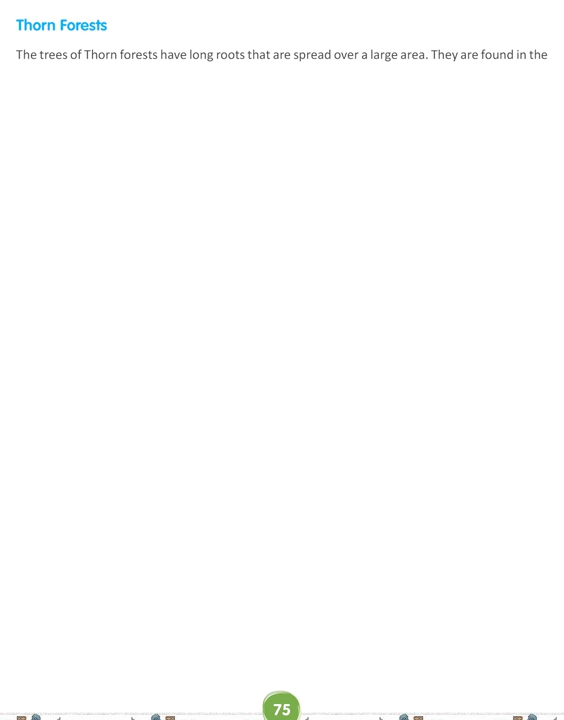 Thorn Forests
The trees of Thorn forests have long roots that are spread over a large area. They are found in the
75